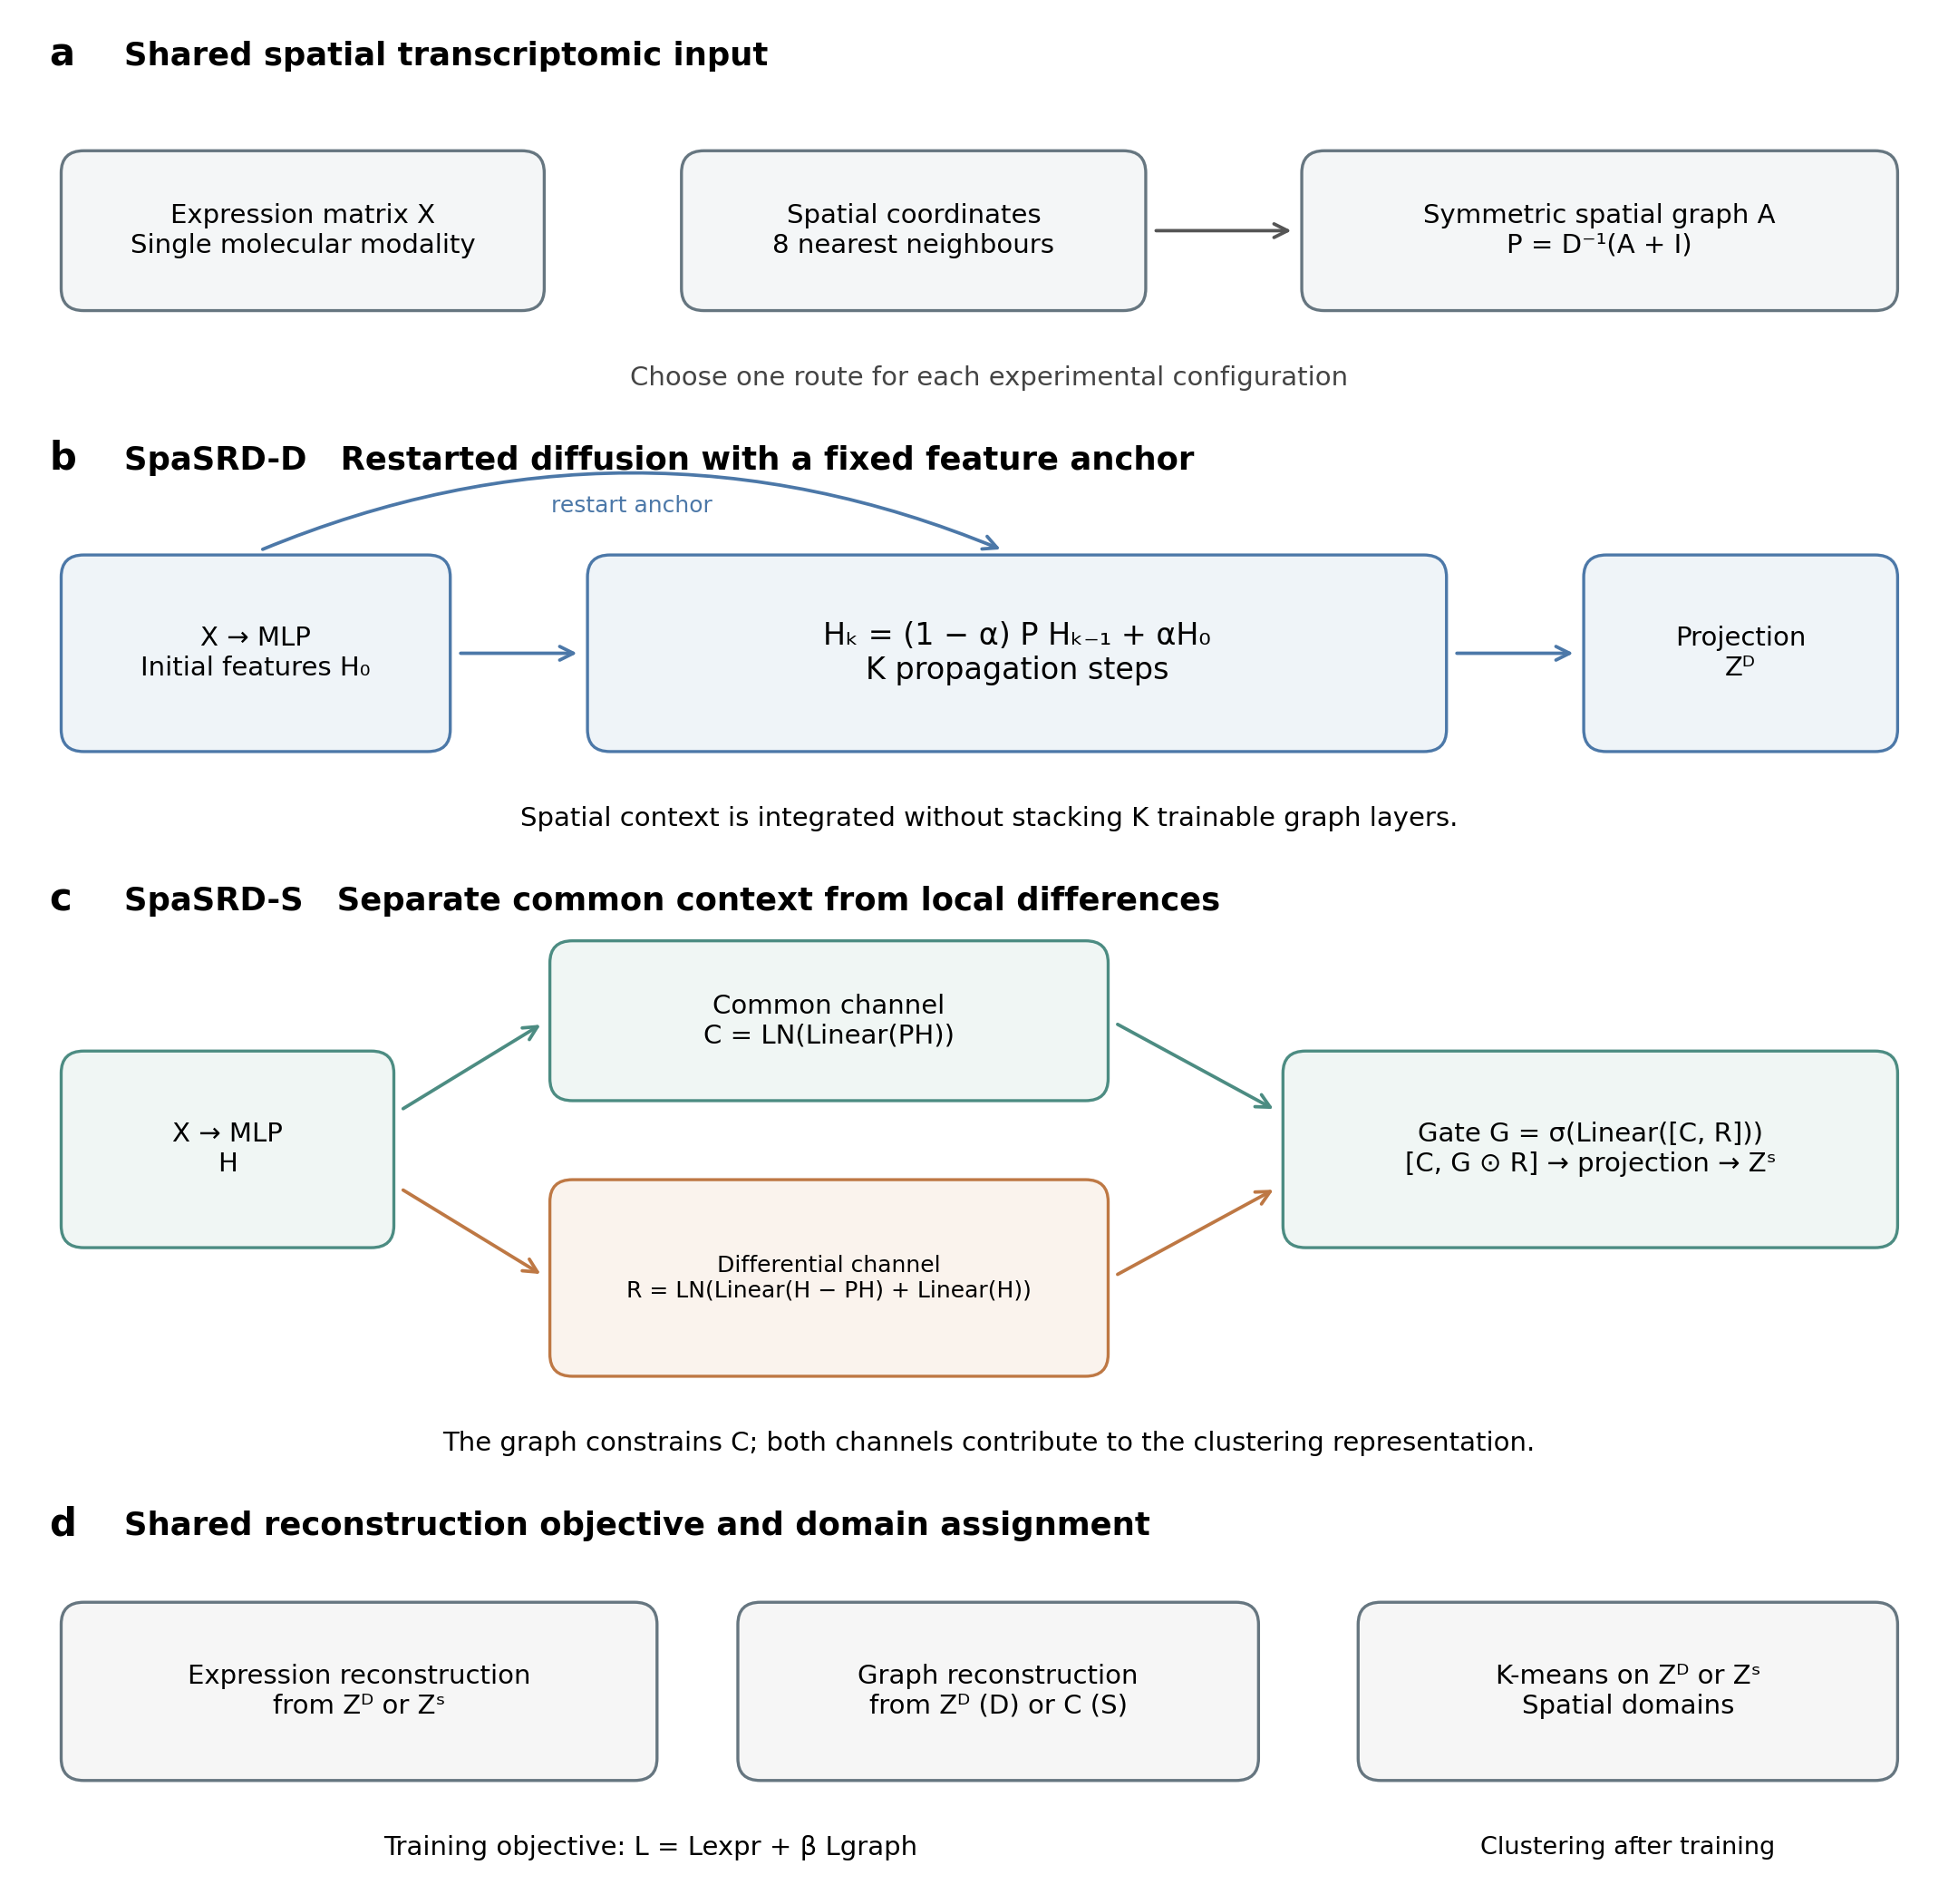 a Shared spatial transcriptomic input
Expression matrix X
Single molecular modality
Spatial coordinates
8 nearest neighbours
Symmetric spatial graph A
P = D⁻¹(A + I)
Choose one route for each experimental configuration
b SpaSRD-D Restarted diffusion with a fixed feature anchor
restart anchor
X → MLP
Initial features H₀
Hₖ = (1 − α) P Hₖ₋₁ + αH₀
K propagation steps
Projection
Zᴰ
Spatial context is integrated without stacking K trainable graph layers.
c SpaSRD-S Separate common context from local differences
Common channel
C = LN(Linear(PH))
X → MLP
H
Gate G = σ(Linear([C, R]))
[C, G ⊙ R] → projection → Zˢ
Differential channel
R = LN(Linear(H − PH) + Linear(H))
The graph constrains C; both channels contribute to the clustering representation.
d Shared reconstruction objective and domain assignment
Expression reconstruction
from Zᴰ or Zˢ
Graph reconstruction
from Zᴰ (D) or C (S)
K-means on Zᴰ or Zˢ
Spatial domains
Training objective: L = Lexpr + β Lgraph
Clustering after training